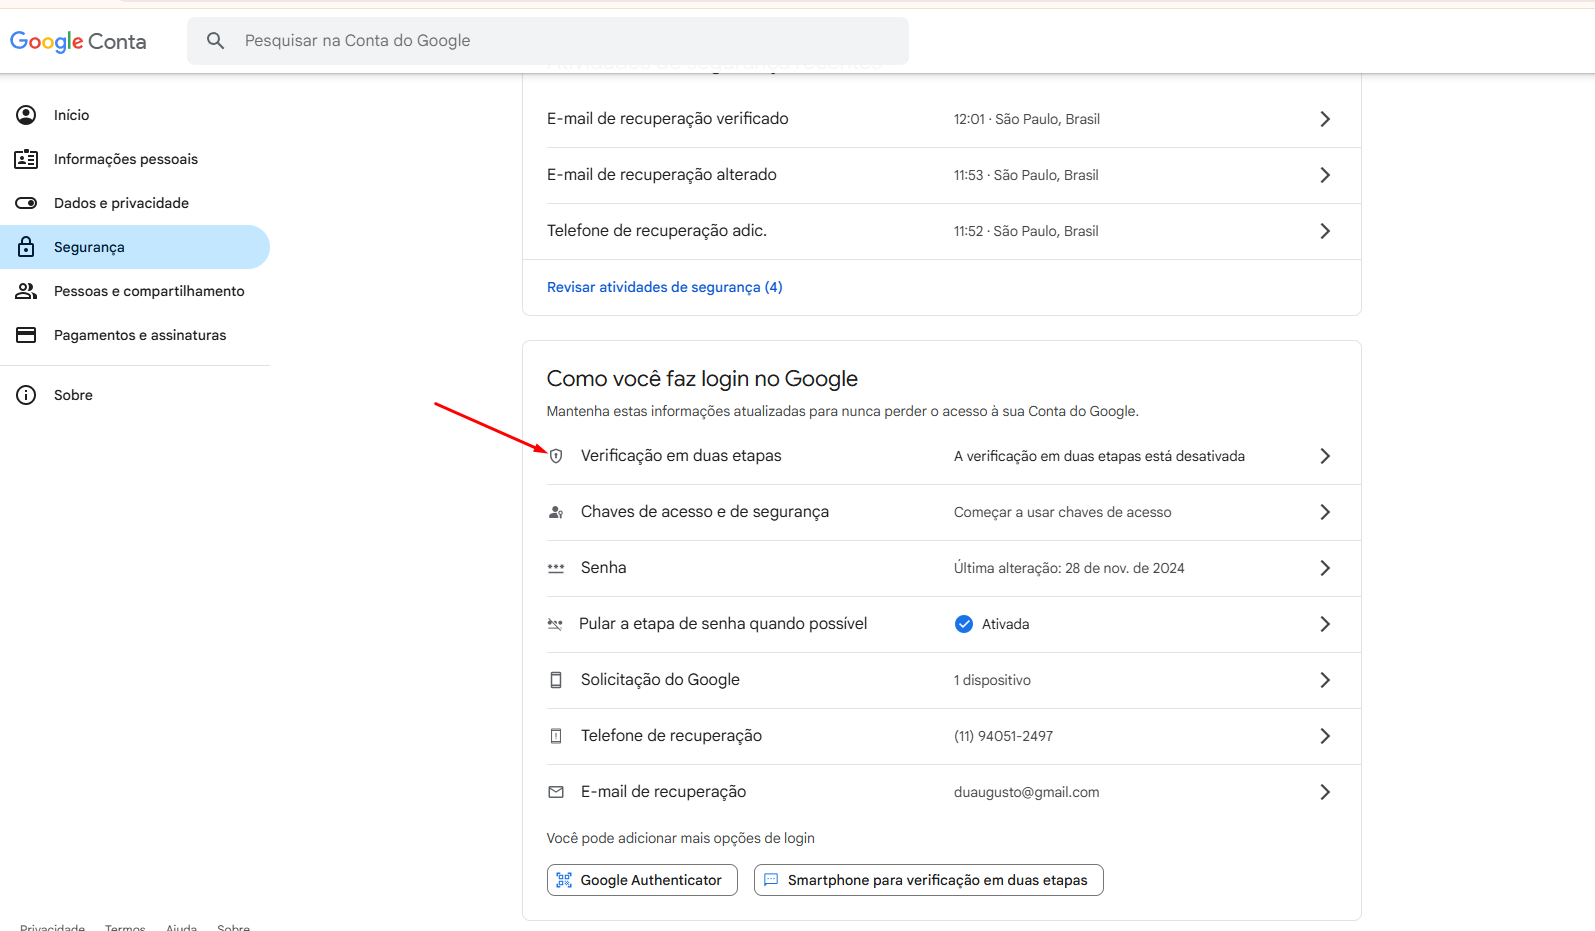 Google Conta
Pesquisar na Conta do Google
Início
Informações pessoais
Dados e privacidade
Segurança
Pessoas e compartilhamento
Pagamentos e assinaturas
Sobre
E-mail de recuperação verificado 12:01 · São Paulo, Brasil
E-mail de recuperação alterado 11:53 · São Paulo, Brasil
Telefone de recuperação adic. 11:52 · São Paulo, Brasil
Revisar atividades de segurança (4)
Como você faz login no Google
Mantenha estas informações atualizadas para nunca perder o acesso à sua Conta do Google.
Verificação em duas etapas A verificação em duas etapas está desativada
Chaves de acesso e de segurança Começar a usar chaves de acesso
Senha Última alteração: 28 de nov. de 2024
Pular a etapa de senha quando possível Ativada
Solicitação do Google 1 dispositivo
Telefone de recuperação (11) 94051-2497
E-mail de recuperação duaugusto@gmail.com
Você pode adicionar mais opções de login
Google Authenticator Smartphone para verificação em duas etapas
Privacidade Termos Ajuda Sobre